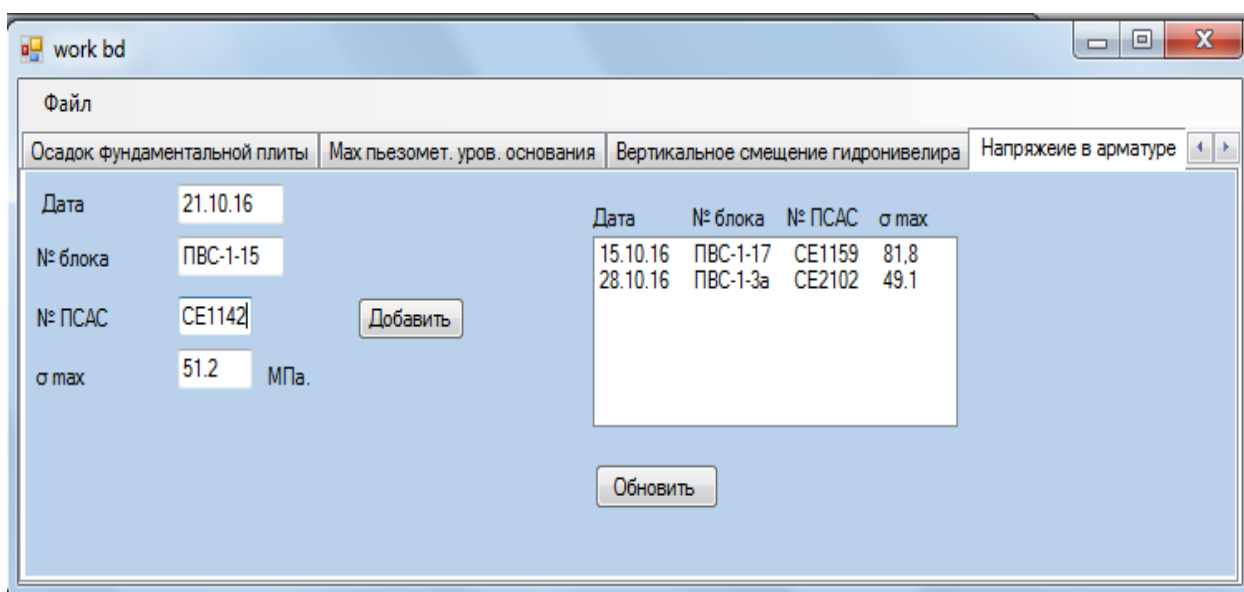 work bd
Файл
Осадок фундаментальной плиты Мах пьезомет. уров. основания Вертикальное смещение гидронивелира Напряжеие в арматуре
Дата 21.10.16
№ блока ПВС-1-15
№ ПСАС СЕ1142 Добавить
σ max 51.2 МПа.
Дата № блока № ПСАС σ max
15.10.16 ПВС-1-17 СЕ1159 81,8
28.10.16 ПВС-1-3а СЕ2102 49.1
Обновить